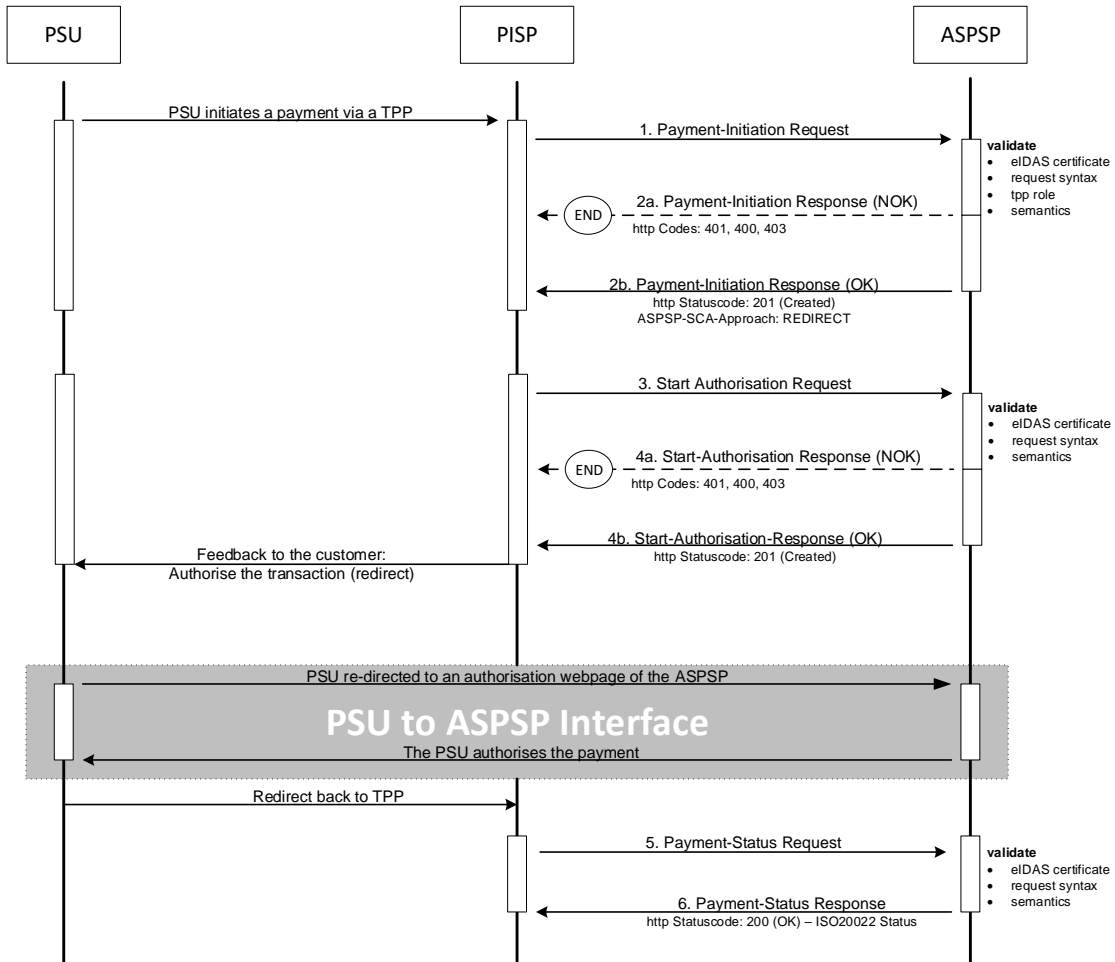 PSU
PISP
ASPSP
PSU initiates a payment via a TPP
1. Payment-Initiation Request
validate
• eIDAS certificate
• request syntax
• tpp role
• semantics
END
2a. Payment-Initiation Response (NOK)
http Codes: 401, 400, 403
2b. Payment-Initiation Response (OK)
http Statuscode: 201 (Created)
ASPSP-SCA-Approach: REDIRECT
3. Start Authorisation Request
validate
• eIDAS certificate
• request syntax
• semantics
END
4a. Start-Authorisation Response (NOK)
http Codes: 401, 400, 403
4b. Start-Authorisation-Response (OK)
http Statuscode: 201 (Created)
Feedback to the customer:
Authorise the transaction (redirect)
PSU re-directed to an authorisation webpage of the ASPSP
PSU to ASPSP Interface
The PSU authorises the payment
Redirect back to TPP
5. Payment-Status Request
validate
• eIDAS certificate
• request syntax
• semantics
6. Payment-Status Response
http Statuscode: 200 (OK) – ISO20022 Status